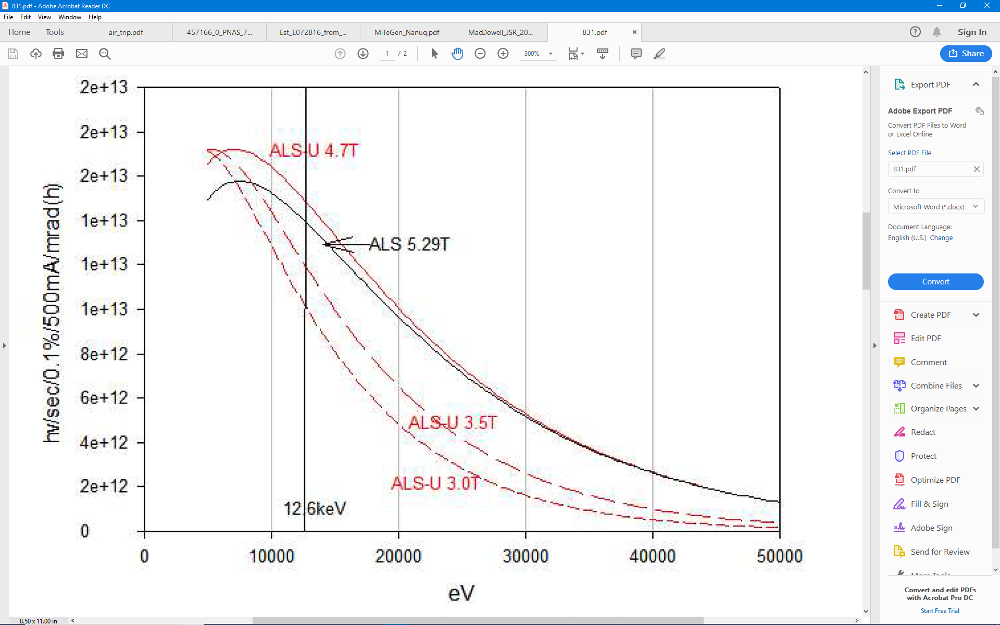 831.pdf - Adobe Acrobat Reader DC
File Edit View Window Help
Home Tools air_trip.pdf 457166_0_PNAS_7... Est_E072816_from_... MiTeGen_Nanuq.pdf MacDowell_JSR_20... 831.pdf × Sign In
1 / 2 300% Share
2e+13
2e+13
2e+13
1e+13
1e+13
1e+13
8e+12
6e+12
4e+12
2e+12
0
hv/sec/0.1%/500mA/mrad(h)
ALS-U 4.7T
ALS 5.29T
ALS-U 3.5T
ALS-U 3.0T
12.6keV
0 10000 20000 30000 40000 50000
eV
8.50 x 11.00 in
Export PDF
Adobe Export PDF
Convert PDF Files to Word
or Excel Online
Select PDF File
831.pdf
Convert to
Microsoft Word (*.docx)
Document Language:
English (U.S.) Change
Convert
Create PDF
Edit PDF
Comment
Combine Files
Organize Pages
Redact
Protect
Optimize PDF
Fill & Sign
Adobe Sign
Send for Review
More Tools
Convert and edit PDFs
with Acrobat Pro DC
Start Free Trial